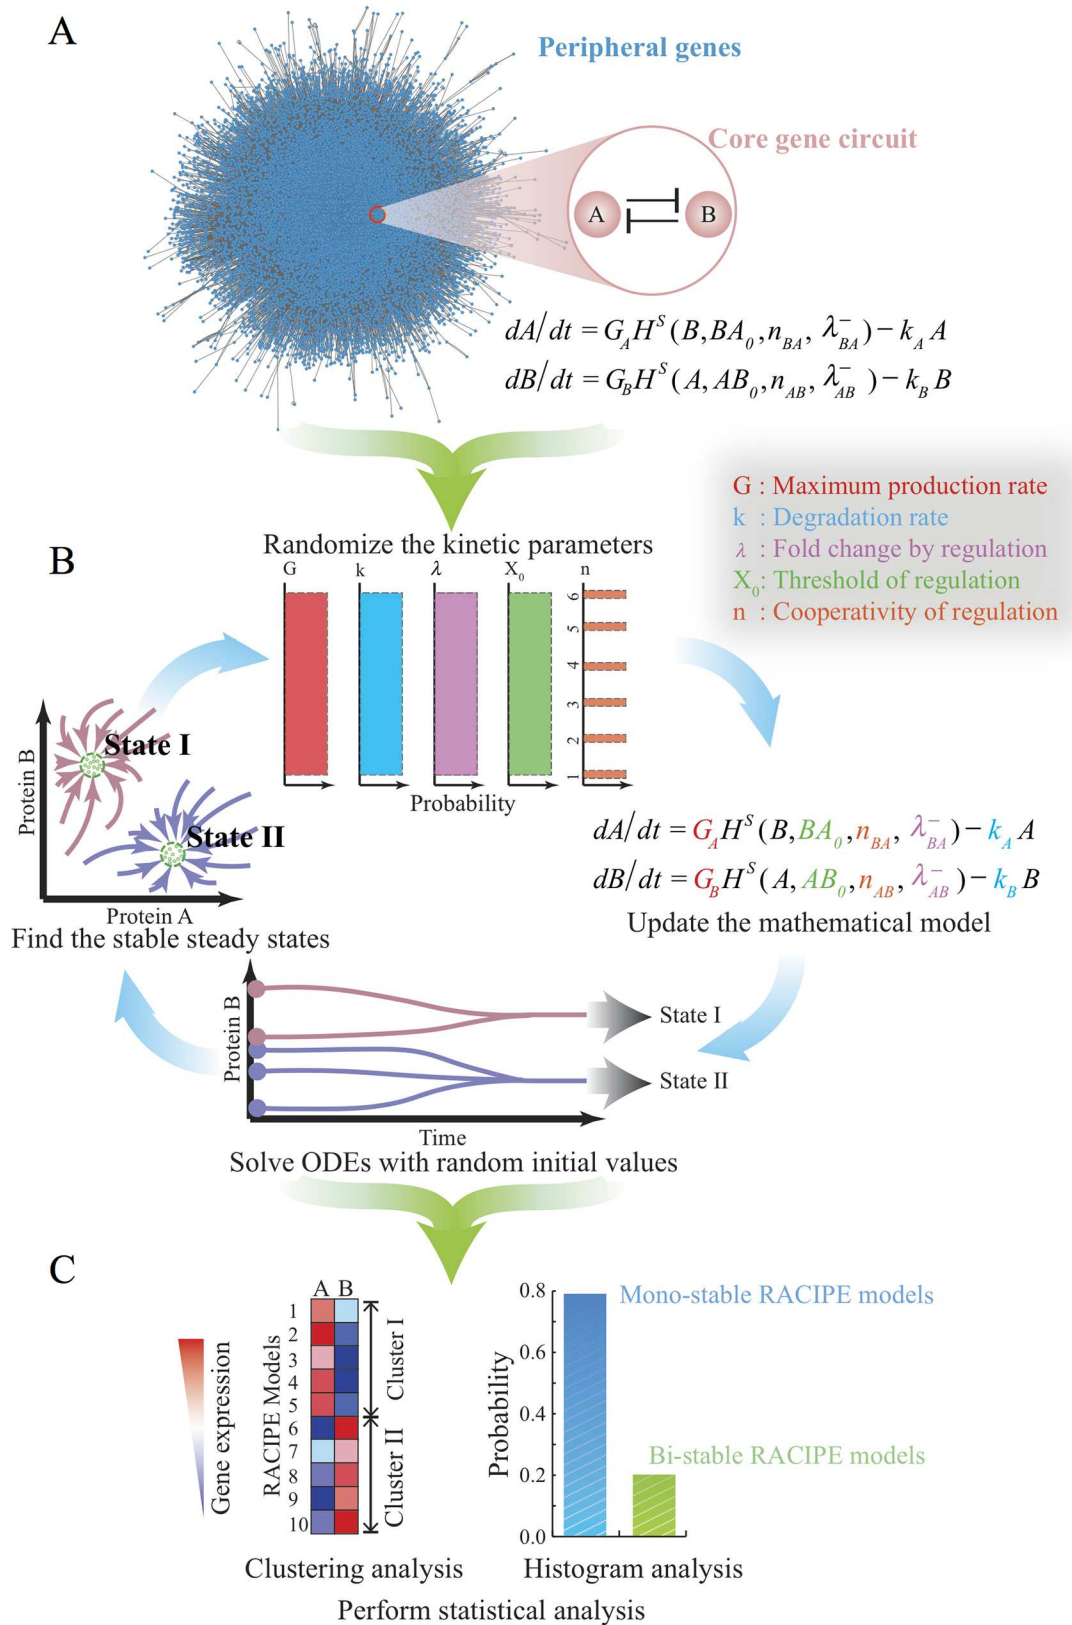 A
Peripheral genes
Core gene circuit
A
B
dA/dt = G_A H^S(B, BA_0, n_BA, λ_BA^−) − k_A A
dB/dt = G_B H^S(A, AB_0, n_AB, λ_AB^−) − k_B B
G : Maximum production rate
k : Degradation rate
λ : Fold change by regulation
X_0 : Threshold of regulation
n : Cooperativity of regulation
B
Randomize the kinetic parameters
G k λ X_0 n
6
5
4
3
2
1
Probability
Protein B
State I
State II
Protein A
Find the stable steady states
dA/dt = G_A H^S(B, BA_0, n_BA, λ_BA^−) − k_A A
dB/dt = G_B H^S(A, AB_0, n_AB, λ_AB^−) − k_B B
Update the mathematical model
Protein B
State I
State II
Time
Solve ODEs with random initial values
C
Gene expression
RACIPE Models
A B
1
2
3
4
5
6
7
8
9
10
Cluster I
Cluster II
Clustering analysis
Probability
0.8
0.6
0.4
0.2
0.0
Mono-stable RACIPE models
Bi-stable RACIPE models
Histogram analysis
Perform statistical analysis